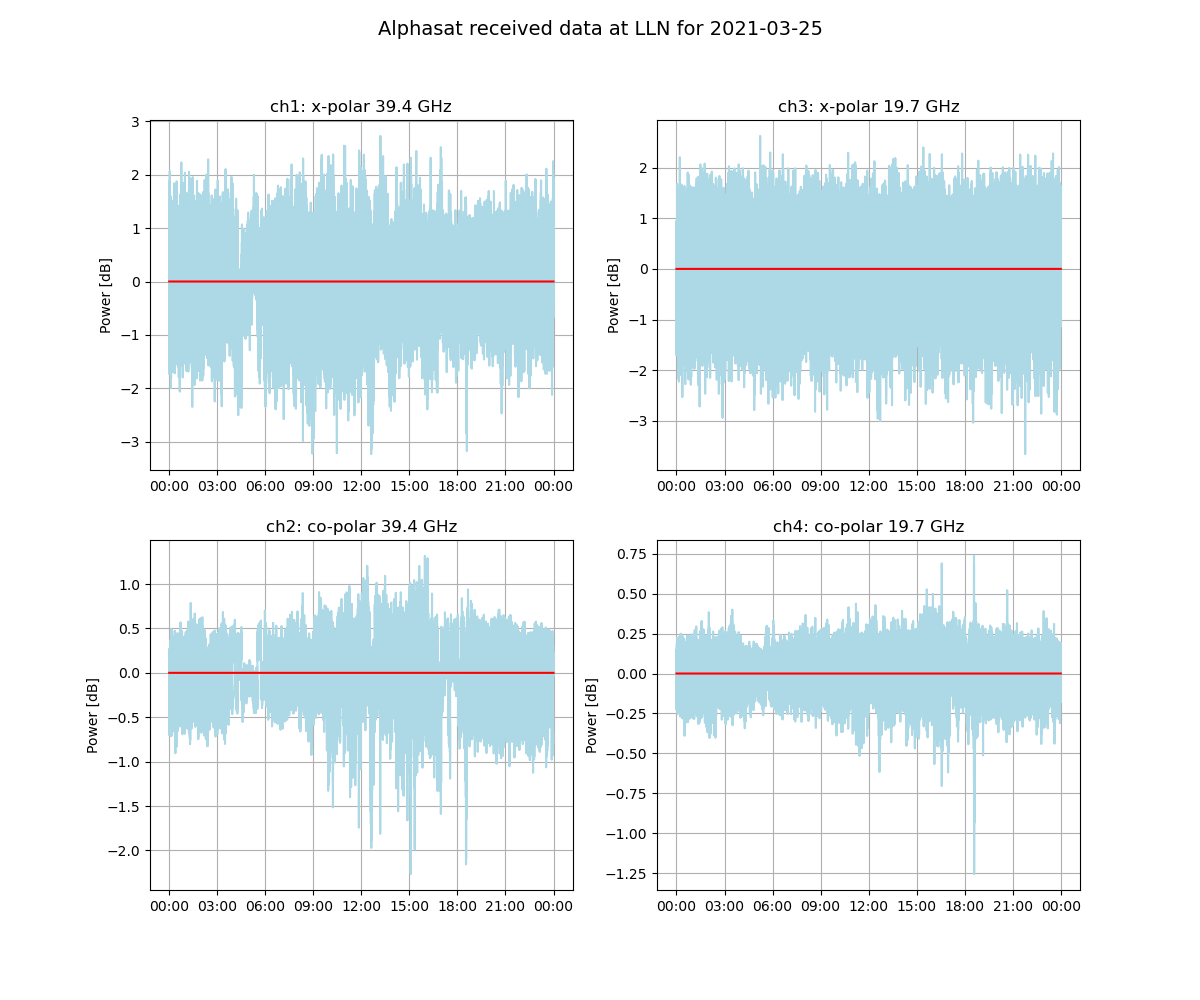 Alphasat received data at LLN for 2021-03-25
ch1: x-polar 39.4 GHz
Power [dB]
3
2
1
0
−1
−2
−3
00:00 03:00 06:00 09:00 12:00 15:00 18:00 21:00 00:00
ch3: x-polar 19.7 GHz
Power [dB]
2
1
0
−1
−2
−3
00:00 03:00 06:00 09:00 12:00 15:00 18:00 21:00 00:00
ch2: co-polar 39.4 GHz
Power [dB]
1.0
0.5
0.0
−0.5
−1.0
−1.5
−2.0
00:00 03:00 06:00 09:00 12:00 15:00 18:00 21:00 00:00
ch4: co-polar 19.7 GHz
Power [dB]
0.75
0.50
0.25
0.00
−0.25
−0.50
−0.75
−1.00
−1.25
00:00 03:00 06:00 09:00 12:00 15:00 18:00 21:00 00:00